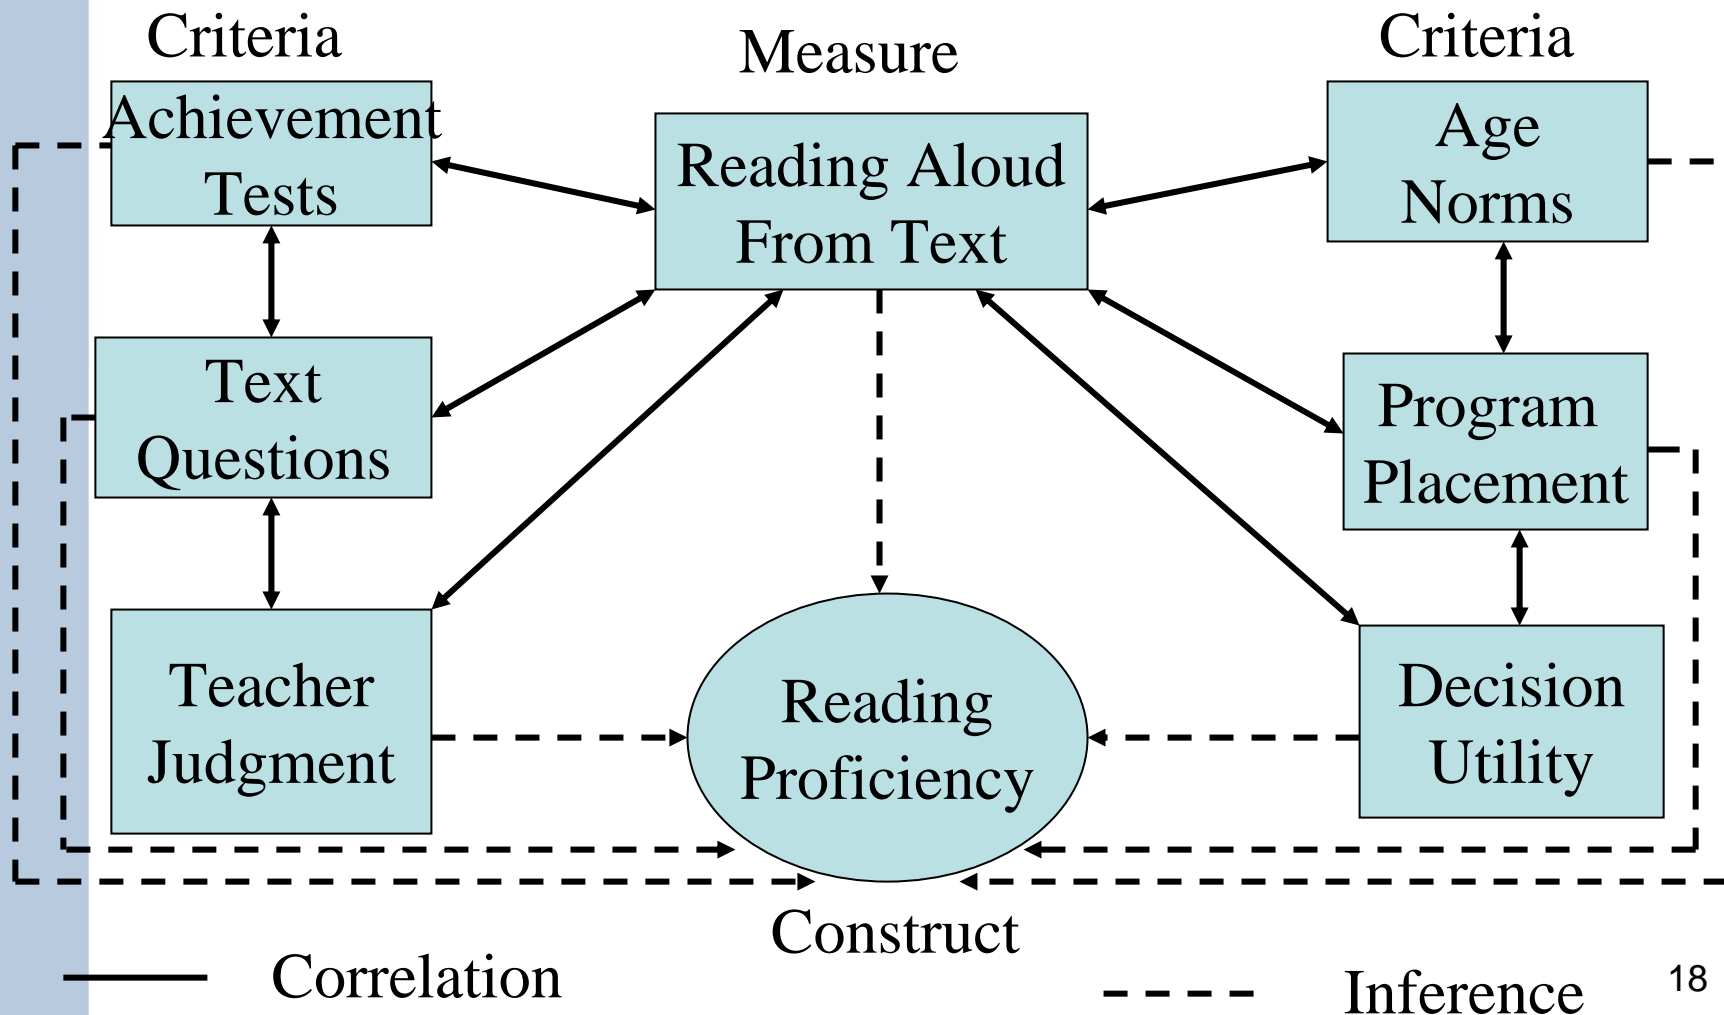 Criteria
Measure
Criteria
Achievement
Tests
Reading Aloud
From Text
Age
Norms
Text
Questions
Program
Placement
Teacher
Judgment
Reading
Proficiency
Decision
Utility
Construct
Correlation
Inference
18